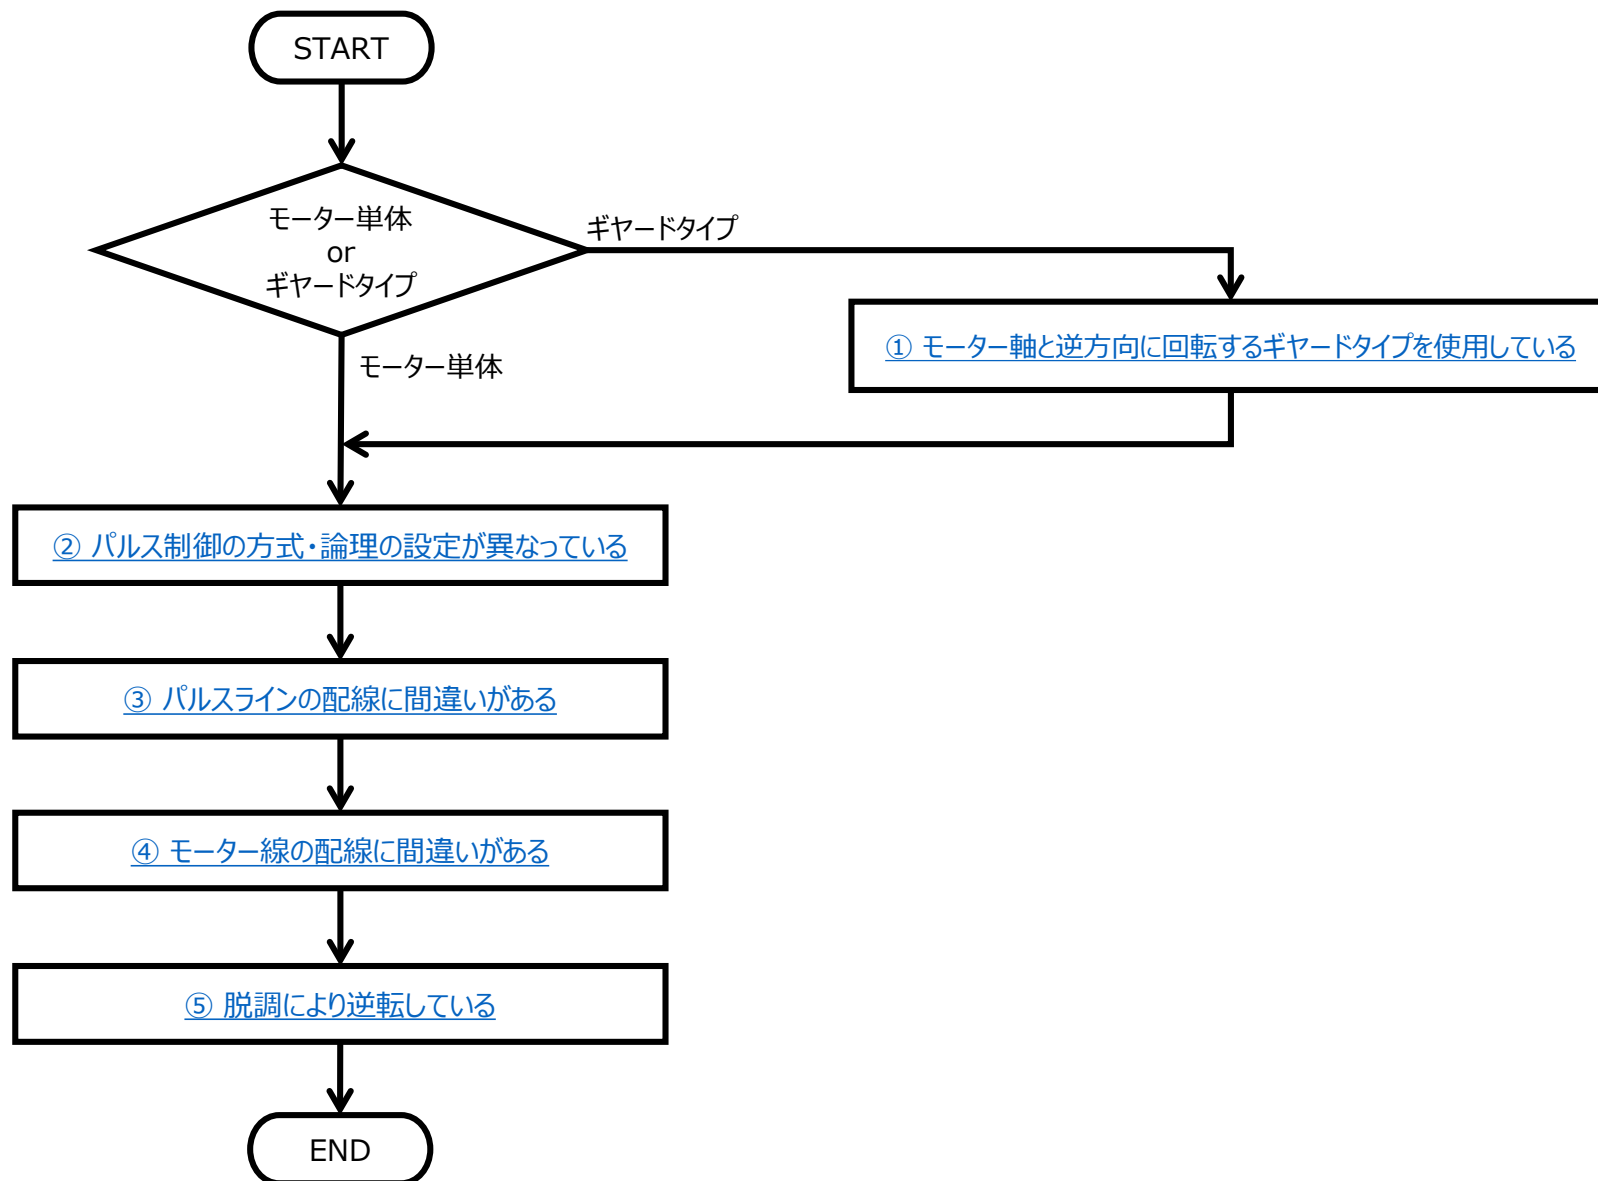 START
モーター単体
or
ギヤードタイプ
ギヤードタイプ
① モーター軸と逆方向に回転するギヤードタイプを使用している
モーター単体
② パルス制御の方式・論理の設定が異なっている
③ パルスラインの配線に間違いがある
④ モーター線の配線に間違いがある
⑤ 脱調により逆転している
END